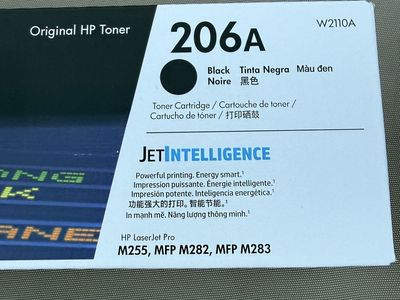 Original HP Toner
206A
W2110A
Black Tinta Negra Màu đen
Noire 黑色
Toner Cartridge / Cartouche de toner /
Cartucho de tóner / 打印硒鼓
JETINTELLIGENCE
Powerful printing. Energy smart.¹
Impression puissante. Énergie intelligente.¹
Impresión potente. Inteligencia energética.¹
功能强大的打印。智能节能。¹
In mạnh mẽ. Năng lượng thông minh.¹
HP LaserJet Pro
M255, MFP M282, MFP M283